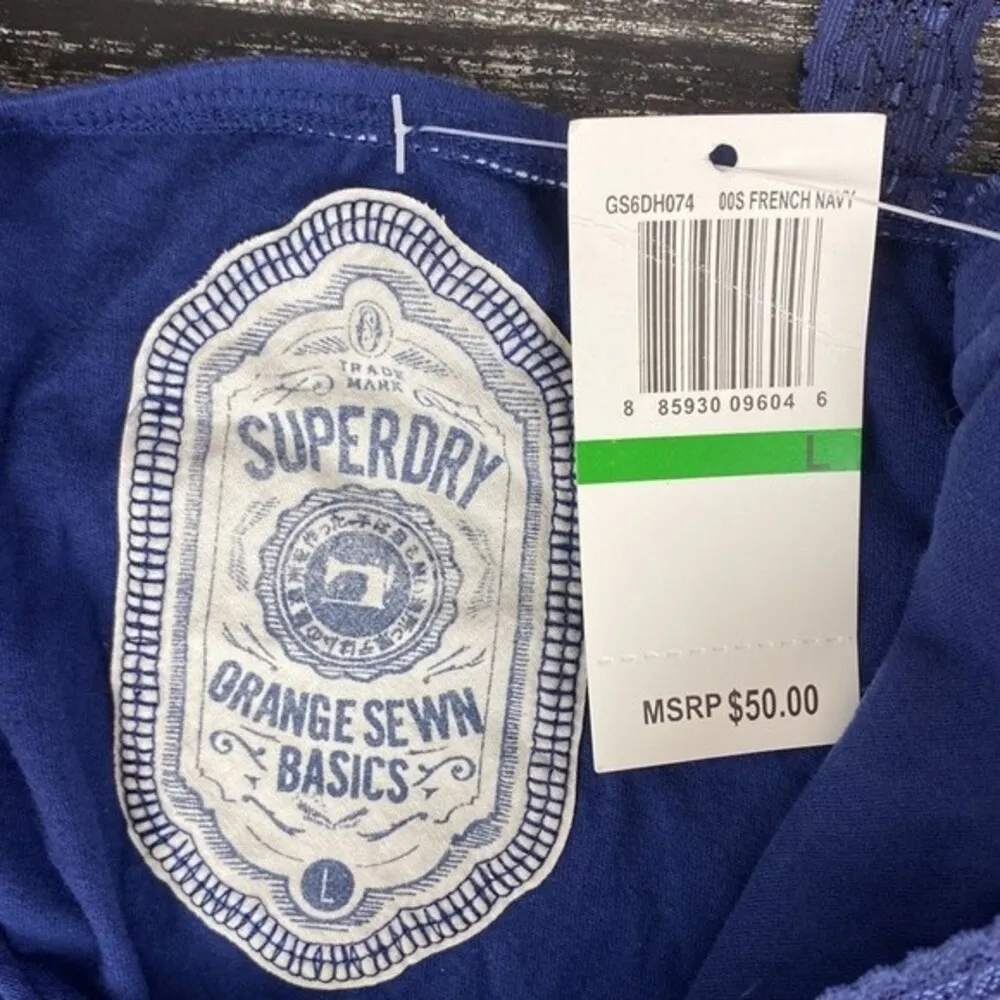 TRADE
MARK
SUPERDRY
ORANGE SEWN
BASICS
L
GS6DH074 00S FRENCH NAVY
8 85930 09604 6
L
MSRP $50.00